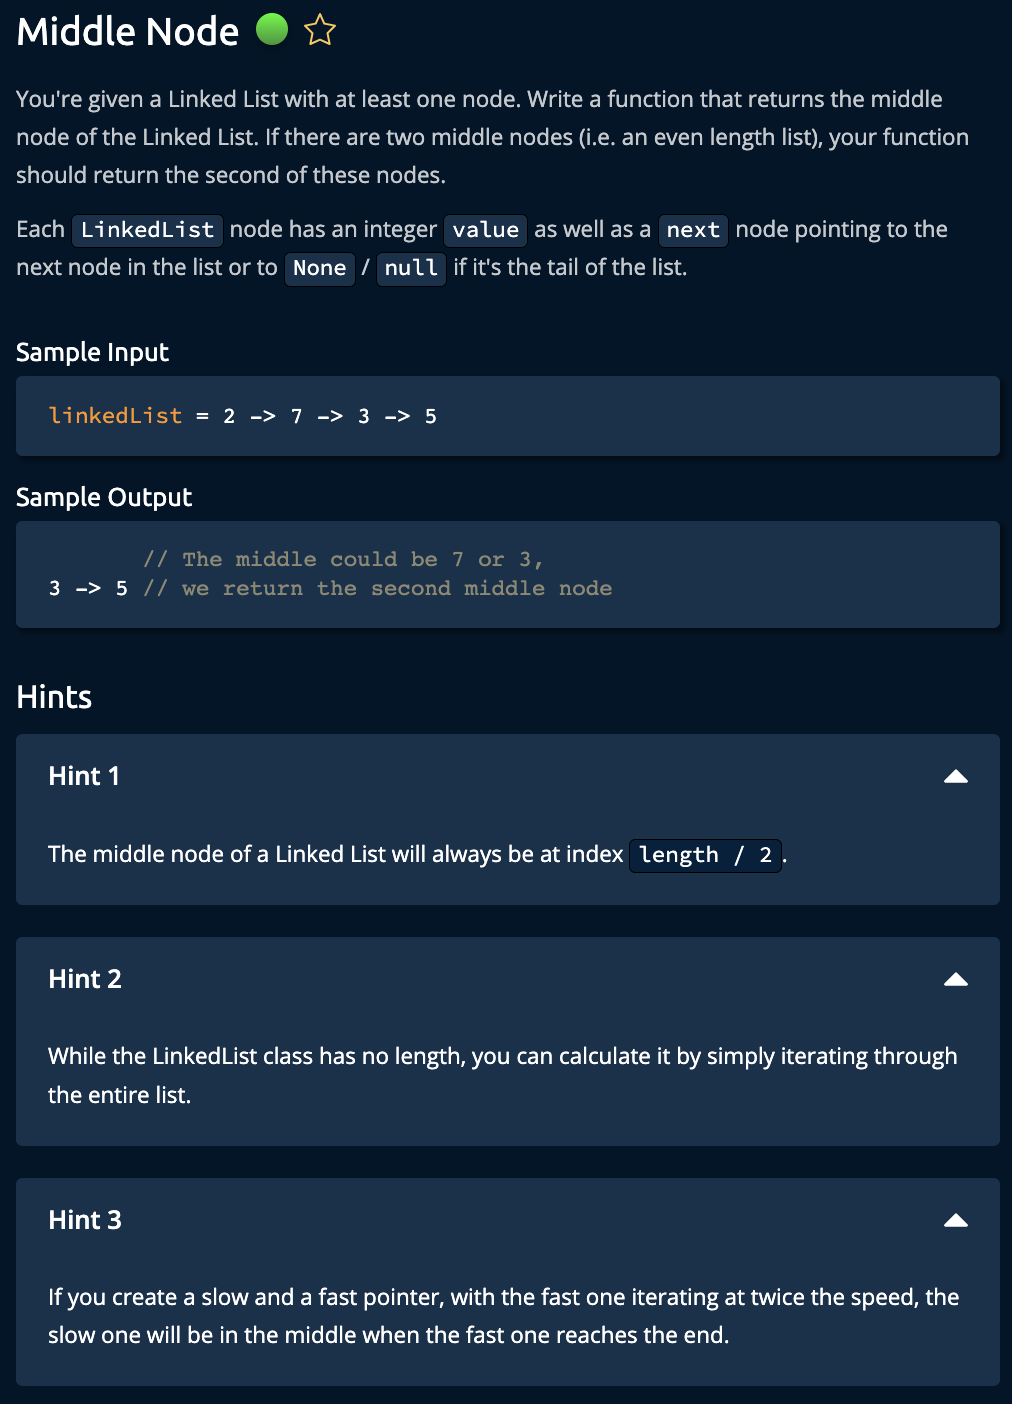 Middle Node
You're given a Linked List with at least one node. Write a function that returns the middle
node of the Linked List. If there are two middle nodes (i.e. an even length list), your function
should return the second of these nodes.
Each LinkedList node has an integer value as well as a next node pointing to the
next node in the list or to None / null if it's the tail of the list.
Sample Input
linkedList = 2 -> 7 -> 3 -> 5
Sample Output
// The middle could be 7 or 3,
3 -> 5 // we return the second middle node
Hints
Hint 1
The middle node of a Linked List will always be at index length / 2.
Hint 2
While the LinkedList class has no length, you can calculate it by simply iterating through
the entire list.
Hint 3
If you create a slow and a fast pointer, with the fast one iterating at twice the speed, the
slow one will be in the middle when the fast one reaches the end.